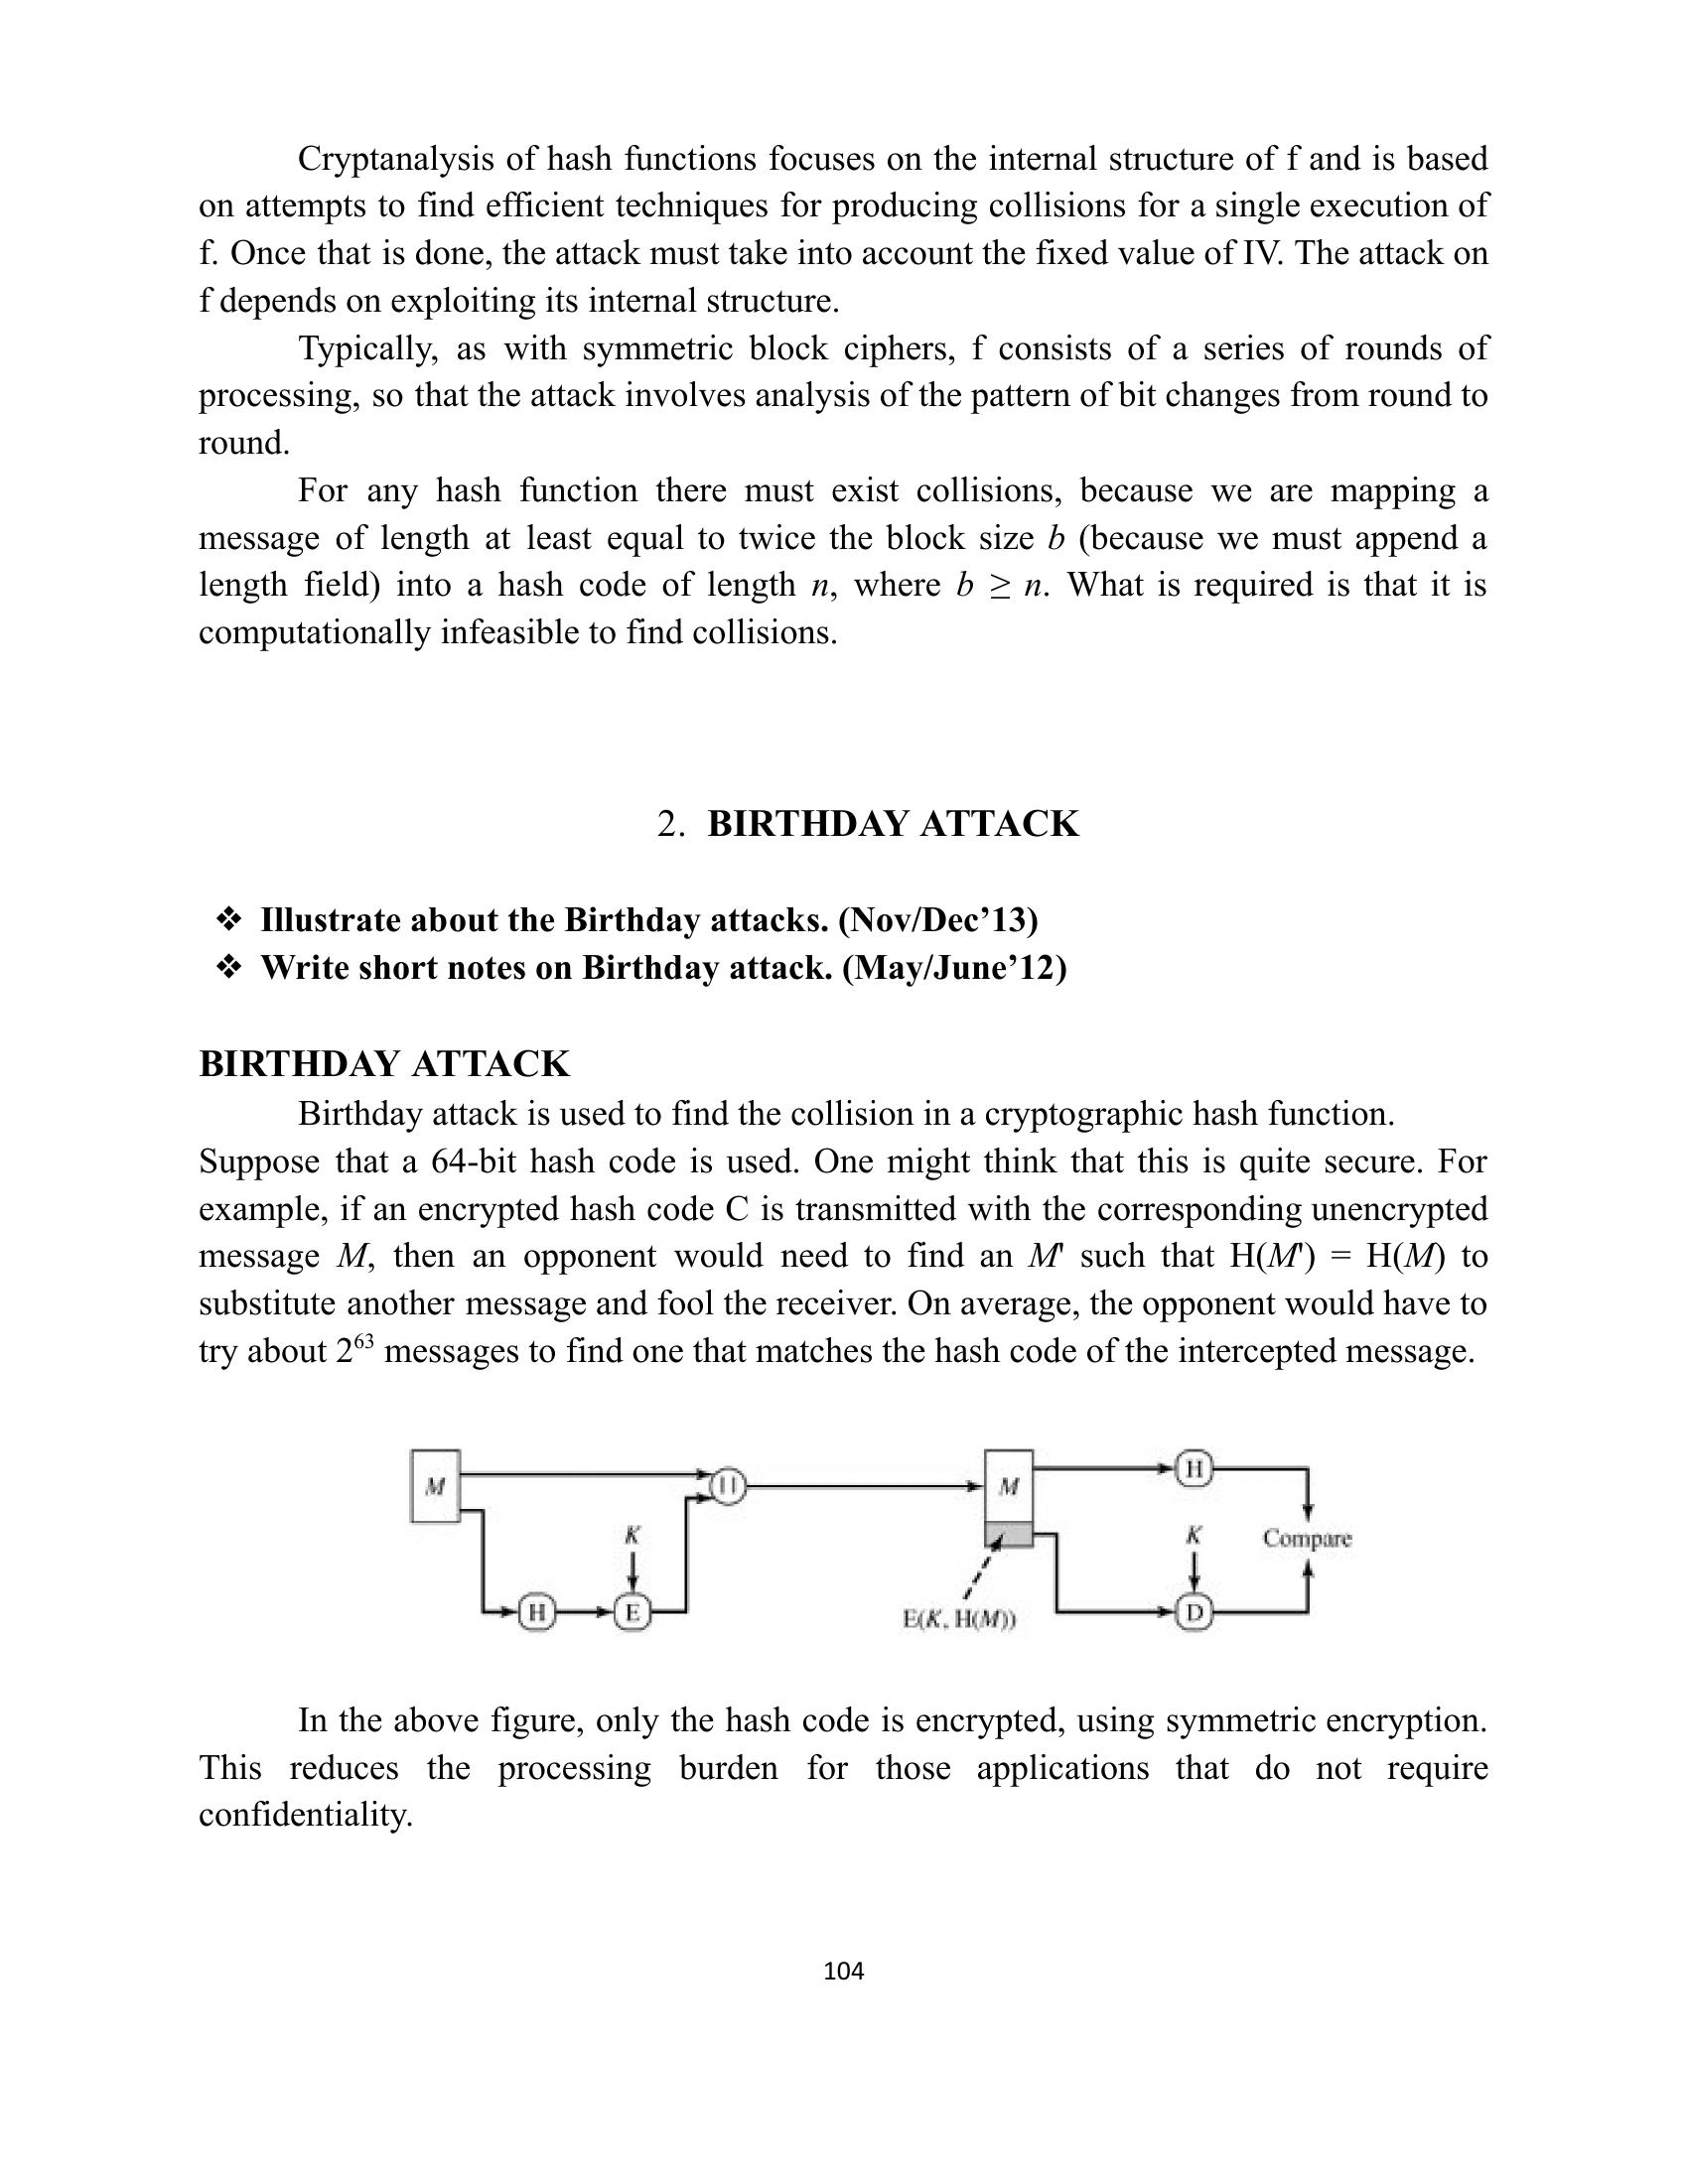 Cryptanalysis of hash functions focuses on the internal structure of f and is based
on attempts to find efficient techniques for producing collisions for a single execution of
f. Once that is done, the attack must take into account the fixed value of IV. The attack on
f depends on exploiting its internal structure.
Typically, as with symmetric block ciphers, f consists of a series of rounds of
processing, so that the attack involves analysis of the pattern of bit changes from round to
round.
For any hash function there must exist collisions, because we are mapping a
message of length at least equal to twice the block size b (because we must append a
length field) into a hash code of length n, where b ≥ n. What is required is that it is
computationally infeasible to find collisions.
2. BIRTHDAY ATTACK
❖ Illustrate about the Birthday attacks. (Nov/Dec’13)
❖ Write short notes on Birthday attack. (May/June’12)
BIRTHDAY ATTACK
Birthday attack is used to find the collision in a cryptographic hash function.
Suppose that a 64-bit hash code is used. One might think that this is quite secure. For
example, if an encrypted hash code C is transmitted with the corresponding unencrypted
message M, then an opponent would need to find an M' such that H(M') = H(M) to
substitute another message and fool the receiver. On average, the opponent would have to
try about 2⁶³ messages to find one that matches the hash code of the intercepted message.
M || M H
K K Compare
H E E(K, H(M)) D
In the above figure, only the hash code is encrypted, using symmetric encryption.
This reduces the processing burden for those applications that do not require
confidentiality.
104